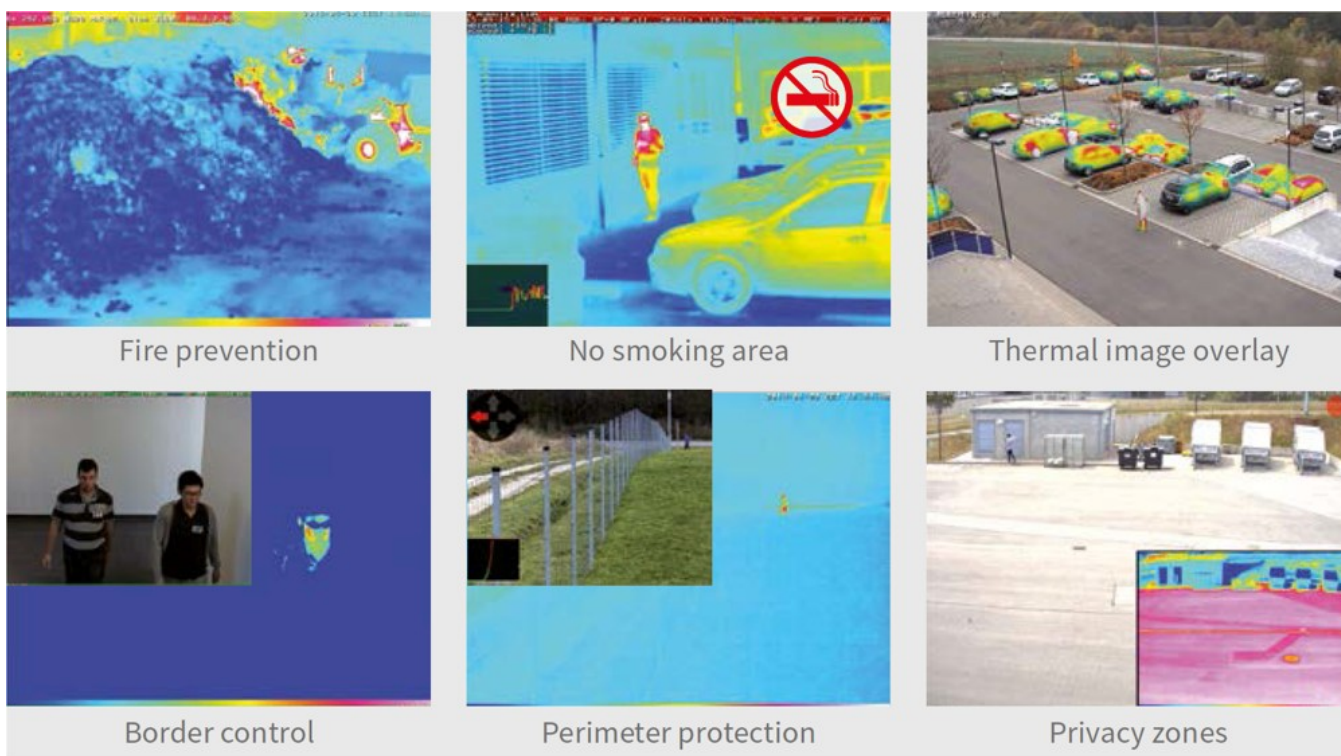 Fire prevention
No smoking area
Thermal image overlay
Border control
Perimeter protection
Privacy zones